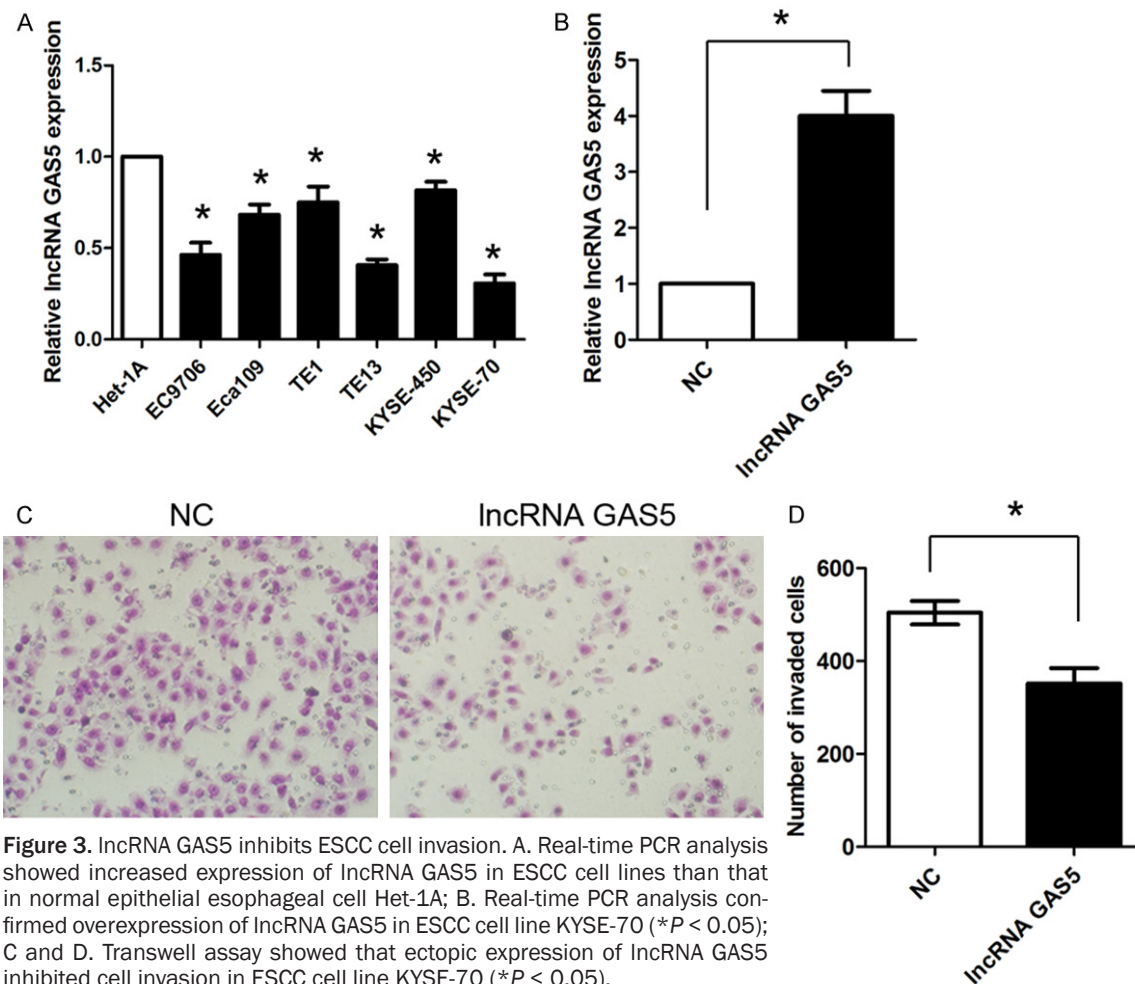 A
Relative lncRNA GAS5 expression
1.5
1.0
0.5
0.0
* * * * * *
Het-1A
EC9706
Eca109
TE1
TE13
KYSE-450
KYSE-70
B
Relative lncRNA GAS5 expression
5
4
3
2
1
0
*
NC
lncRNA GAS5
C
NC
lncRNA GAS5
D
Number of invaded cells
600
400
200
0
*
NC
lncRNA GAS5
Figure 3. lncRNA GAS5 inhibits ESCC cell invasion. A. Real-time PCR analysis
showed increased expression of lncRNA GAS5 in ESCC cell lines than that
in normal epithelial esophageal cell Het-1A; B. Real-time PCR analysis con-
firmed overexpression of lncRNA GAS5 in ESCC cell line KYSE-70 (*P < 0.05);
C and D. Transwell assay showed that ectopic expression of lncRNA GAS5
inhibited cell invasion in ESCC cell line KYSE-70 (*P < 0.05).